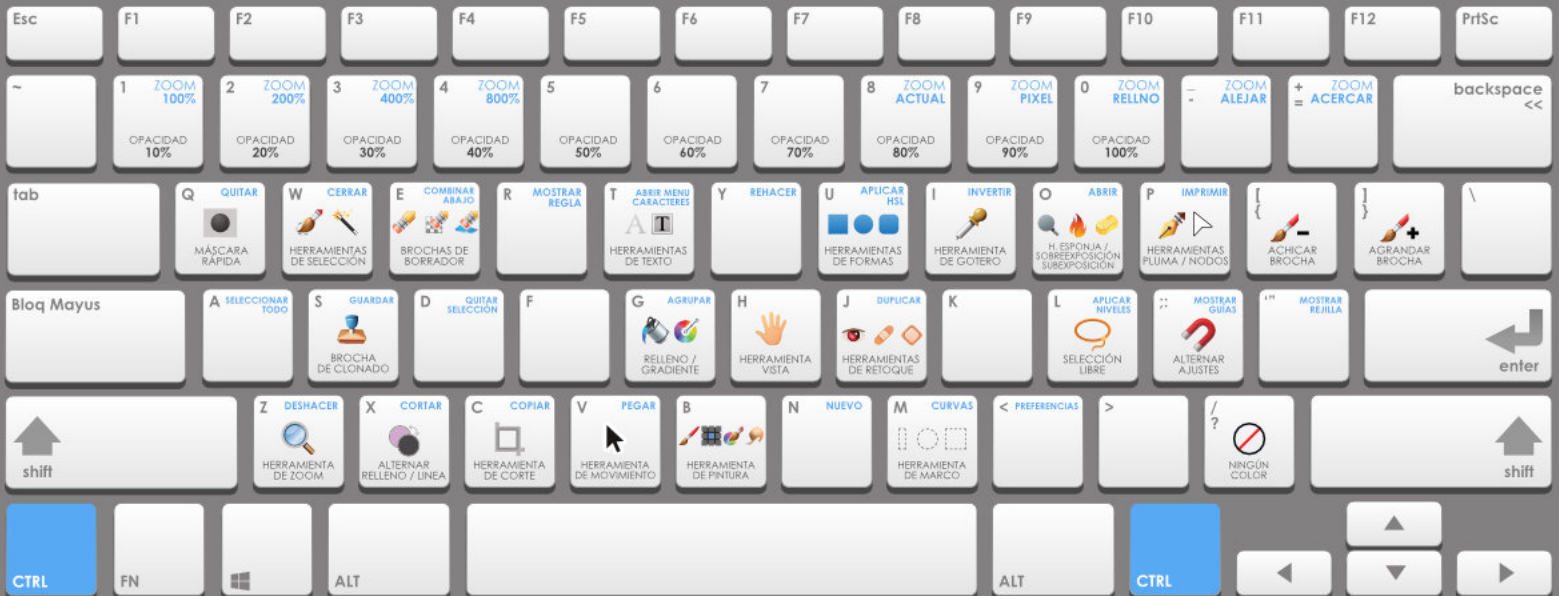 Esc F1 F2 F3 F4 F5 F6 F7 F8 F9 F10 F11 F12 PrtSc
~
1 ZOOM
100%
OPACIDAD
10%
2 ZOOM
200%
OPACIDAD
20%
3 ZOOM
400%
OPACIDAD
30%
4 ZOOM
800%
OPACIDAD
40%
5
OPACIDAD
50%
6
OPACIDAD
60%
7
OPACIDAD
70%
8 ZOOM
ACTUAL
OPACIDAD
80%
9 ZOOM
PIXEL
OPACIDAD
90%
0 ZOOM
RELLNO
OPACIDAD
100%
_ ZOOM
- ALEJAR
+ ZOOM
= ACERCAR
backspace
<<
tab
Q QUITAR
MÁSCARA
RÁPIDA
W CERRAR
HERRAMIENTAS
DE SELECCIÓN
E COMBINAR
ABAJO
BROCHAS DE
BORRADOR
R MOSTRAR
REGLA
T ABRIR MENU
CARACTERES
A T
HERRAMIENTAS
DE TEXTO
Y REHACER
U APLICAR
HSL
HERRAMIENTAS
DE FORMAS
I INVERTIR
HERRAMIENTA
DE GOTERO
O ABRIR
H. ESPONJA /
SOBREEXPOSICIÓN
SUBEXPOSICIÓN
P IMPRIMIR
HERRAMIENTAS
PLUMA / NODOS
[
{
ACHICAR
BROCHA
]
}
AGRANDAR
BROCHA
\
Bloq Mayus
A SELECCIONAR
TODO
S GUARDAR
BROCHA
DE CLONADO
D QUITAR
SELECCIÓN
F
G AGRUPAR
RELLENO /
GRADIENTE
H
HERRAMIENTA
VISTA
J DUPLICAR
HERRAMIENTAS
DE RETOQUE
K
L APLICAR
NIVELES
SELECCIÓN
LIBRE
;: MOSTRAR
GUÍAS
ALTERNAR
AJUSTES
'" MOSTRAR
REJILLA
enter
shift
Z DESHACER
HERRAMIENTA
DE ZOOM
X CORTAR
ALTERNAR
RELLENO / LINEA
C COPIAR
HERRAMIENTA
DE CORTE
V PEGAR
HERRAMIENTA
DE MOVIMIENTO
B
HERRAMIENTA
DE PINTURA
N NUEVO
M CURVAS
HERRAMIENTA
DE MARCO
< PREFERENCIAS
>
/
?
NINGÚN
COLOR
shift
CTRL FN ALT ALT CTRL